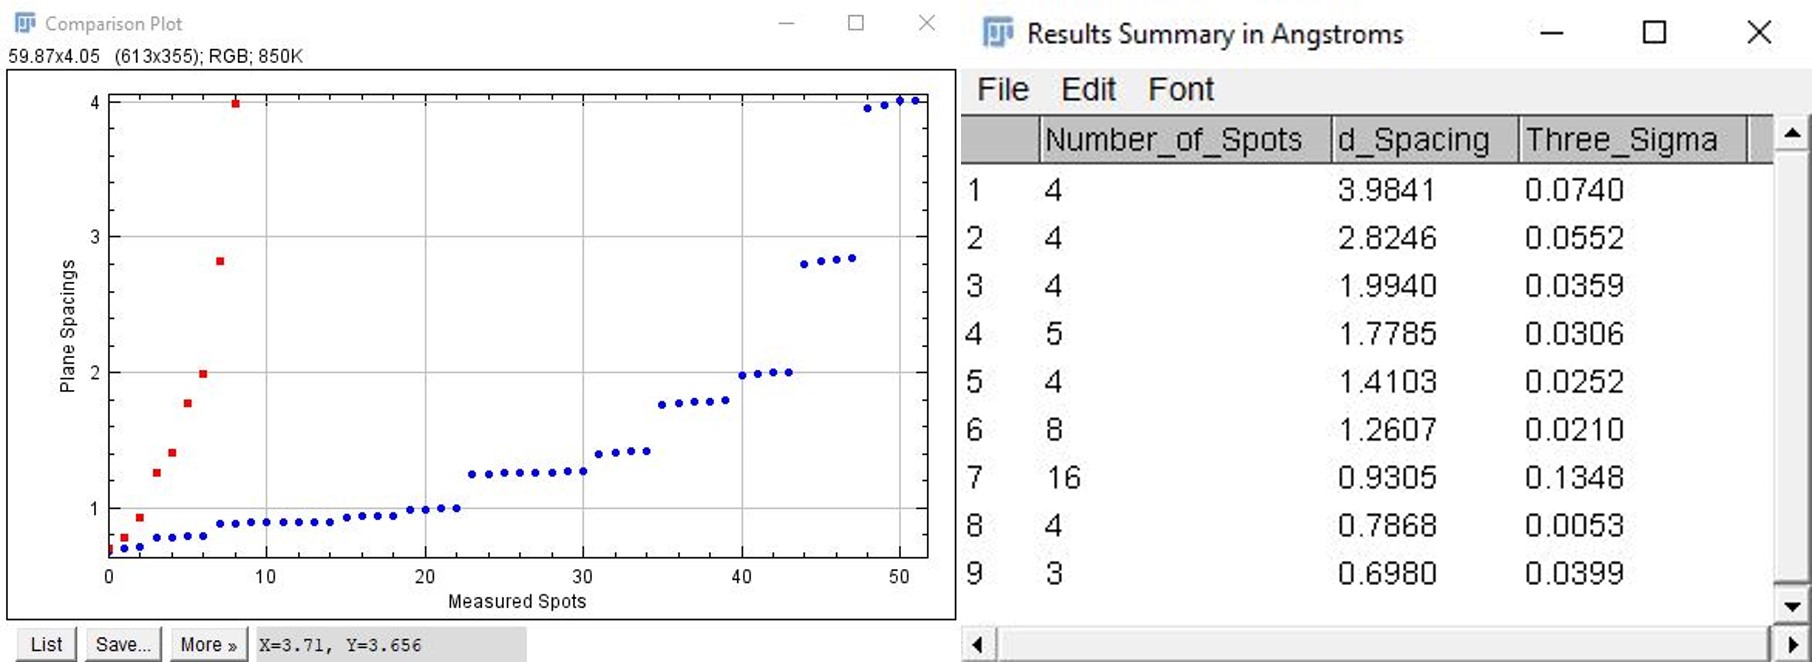 Comparison Plot
59.87x4.05 (613x355); RGB; 850K
4
3
2
1
Plane Spacings
0 10 20 30 40 50
Measured Spots
List Save... More » X=3.71, Y=3.656
Results Summary in Angstroms
File Edit Font
Number_of_Spots d_Spacing Three_Sigma
1 4 3.9841 0.0740
2 4 2.8246 0.0552
3 4 1.9940 0.0359
4 5 1.7785 0.0306
5 4 1.4103 0.0252
6 8 1.2607 0.0210
7 16 0.9305 0.1348
8 4 0.7868 0.0053
9 3 0.6980 0.0399